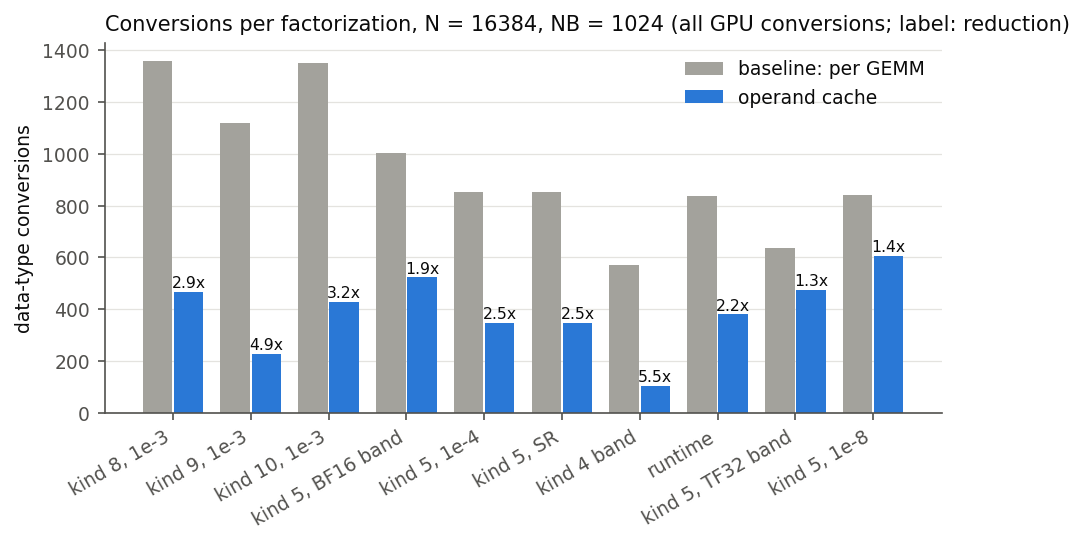 Conversions per factorization, N = 16384, NB = 1024 (all GPU conversions; label: reduction)
baseline: per GEMM
operand cache
data-type conversions
1400
1200
1000
800
600
400
200
0
2.9x
4.9x
3.2x
1.9x
2.5x
2.5x
5.5x
2.2x
1.3x
1.4x
kind 8, 1e-3
kind 9, 1e-3
kind 10, 1e-3
kind 5, BF16 band
kind 5, 1e-4
kind 5, SR
kind 4 band
runtime
kind 5, TF32 band
kind 5, 1e-8